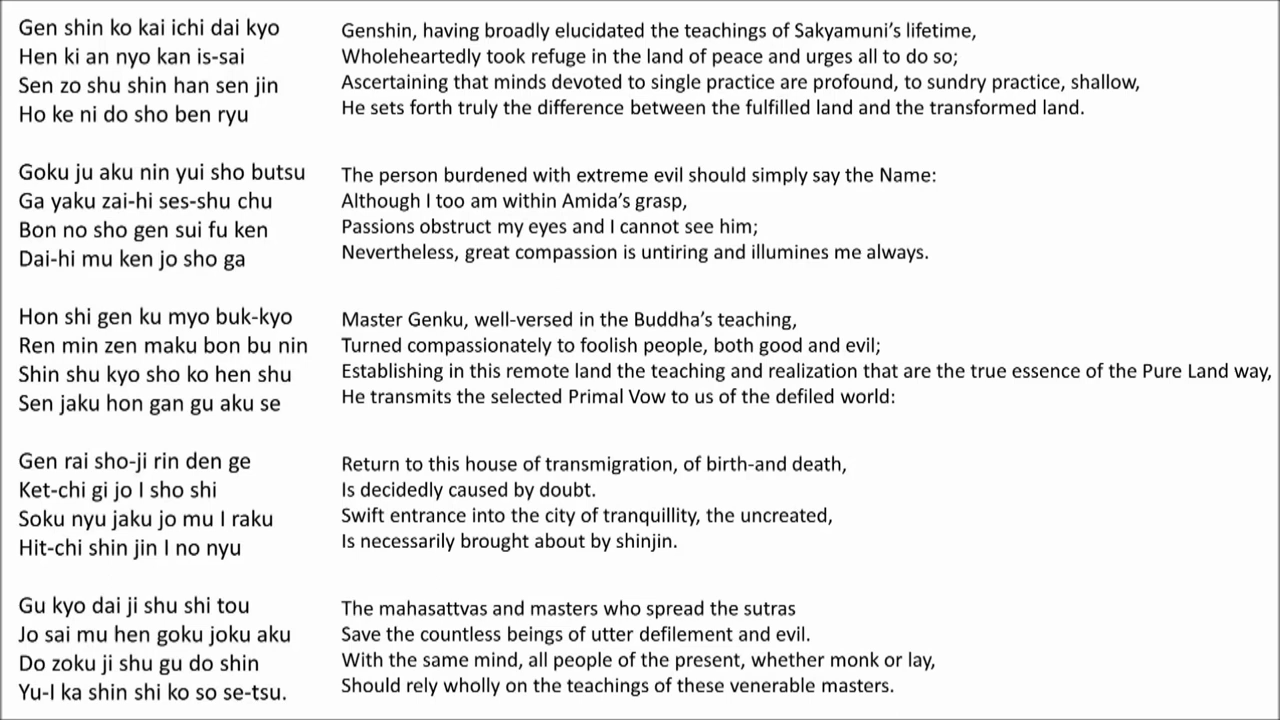 Gen shin ko kai ichi dai kyo
Hen ki an nyo kan is-sai
Sen zo shu shin han sen jin
Ho ke ni do sho ben ryu
Genshin, having broadly elucidated the teachings of Sakyamuni’s lifetime,
Wholeheartedly took refuge in the land of peace and urges all to do so;
Ascertaining that minds devoted to single practice are profound, to sundry practice, shallow,
He sets forth truly the difference between the fulfilled land and the transformed land.
Goku ju aku nin yui sho butsu
Ga yaku zai-hi ses-shu chu
Bon no sho gen sui fu ken
Dai-hi mu ken jo sho ga
The person burdened with extreme evil should simply say the Name:
Although I too am within Amida’s grasp,
Passions obstruct my eyes and I cannot see him;
Nevertheless, great compassion is untiring and illumines me always.
Hon shi gen ku myo buk-kyo
Ren min zen maku bon bu nin
Shin shu kyo sho ko hen shu
Sen jaku hon gan gu aku se
Master Genku, well-versed in the Buddha’s teaching,
Turned compassionately to foolish people, both good and evil;
Establishing in this remote land the teaching and realization that are the true essence of the Pure Land way,
He transmits the selected Primal Vow to us of the defiled world:
Gen rai sho-ji rin den ge
Ket-chi gi jo I sho shi
Soku nyu jaku jo mu I raku
Hit-chi shin jin I no nyu
Return to this house of transmigration, of birth-and death,
Is decidedly caused by doubt.
Swift entrance into the city of tranquillity, the uncreated,
Is necessarily brought about by shinjin.
Gu kyo dai ji shu shi tou
Jo sai mu hen goku joku aku
Do zoku ji shu gu do shin
Yu-I ka shin shi ko so se-tsu.
The mahasattvas and masters who spread the sutras
Save the countless beings of utter defilement and evil.
With the same mind, all people of the present, whether monk or lay,
Should rely wholly on the teachings of these venerable masters.